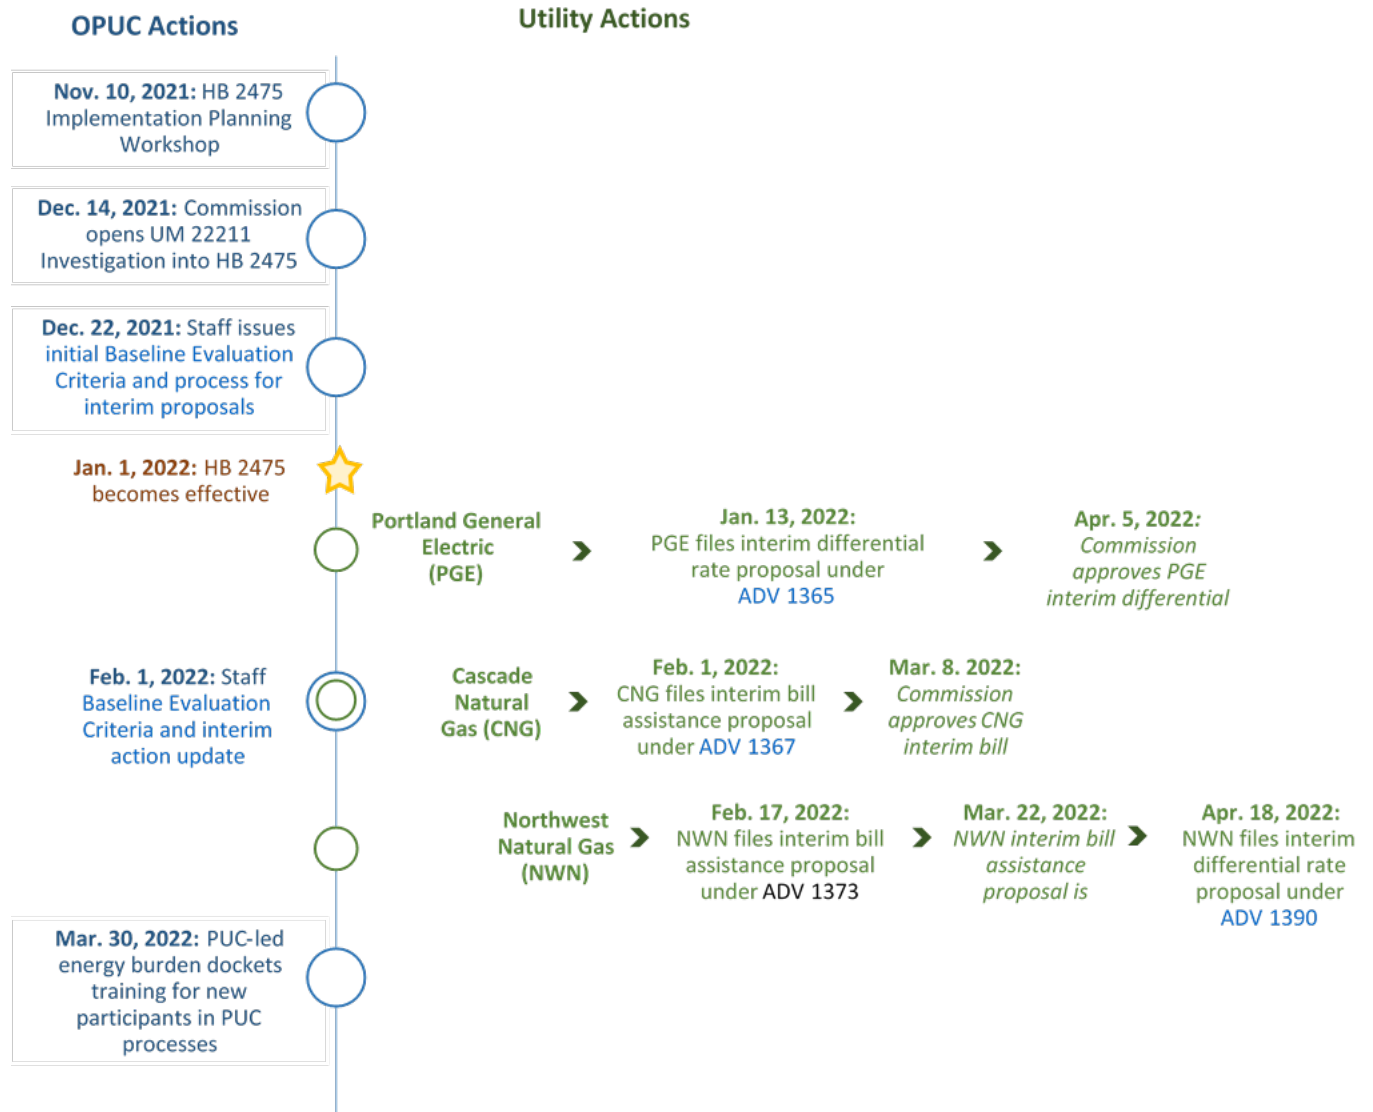 OPUC Actions
Utility Actions
Nov. 10, 2021: HB 2475
Implementation Planning
Workshop
Dec. 14, 2021: Commission
opens UM 22211
Investigation into HB 2475
Dec. 22, 2021: Staff issues
initial Baseline Evaluation
Criteria and process for
interim proposals
Jan. 1, 2022: HB 2475
becomes effective
Portland General
Electric
(PGE)
Jan. 13, 2022:
PGE files interim differential
rate proposal under
ADV 1365
Apr. 5, 2022:
Commission
approves PGE
interim differential
Feb. 1, 2022: Staff
Baseline Evaluation
Criteria and interim
action update
Cascade
Natural
Gas (CNG)
Feb. 1, 2022:
CNG files interim bill
assistance proposal
under ADV 1367
Mar. 8. 2022:
Commission
approves CNG
interim bill
Northwest
Natural Gas
(NWN)
Feb. 17, 2022:
NWN files interim bill
assistance proposal
under ADV 1373
Mar. 22, 2022:
NWN interim bill
assistance
proposal is
Apr. 18, 2022:
NWN files interim
differential rate
proposal under
ADV 1390
Mar. 30, 2022: PUC-led
energy burden dockets
training for new
participants in PUC
processes